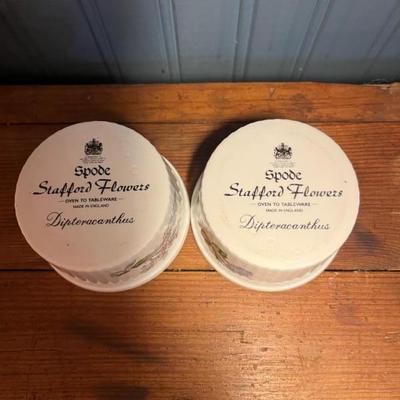 Spode
Stafford Flowers
OVEN TO TABLEWARE
MADE IN ENGLAND
Dipteracanthus
Spode
Stafford Flowers
OVEN TO TABLEWARE
MADE IN ENGLAND
Dipteracanthus